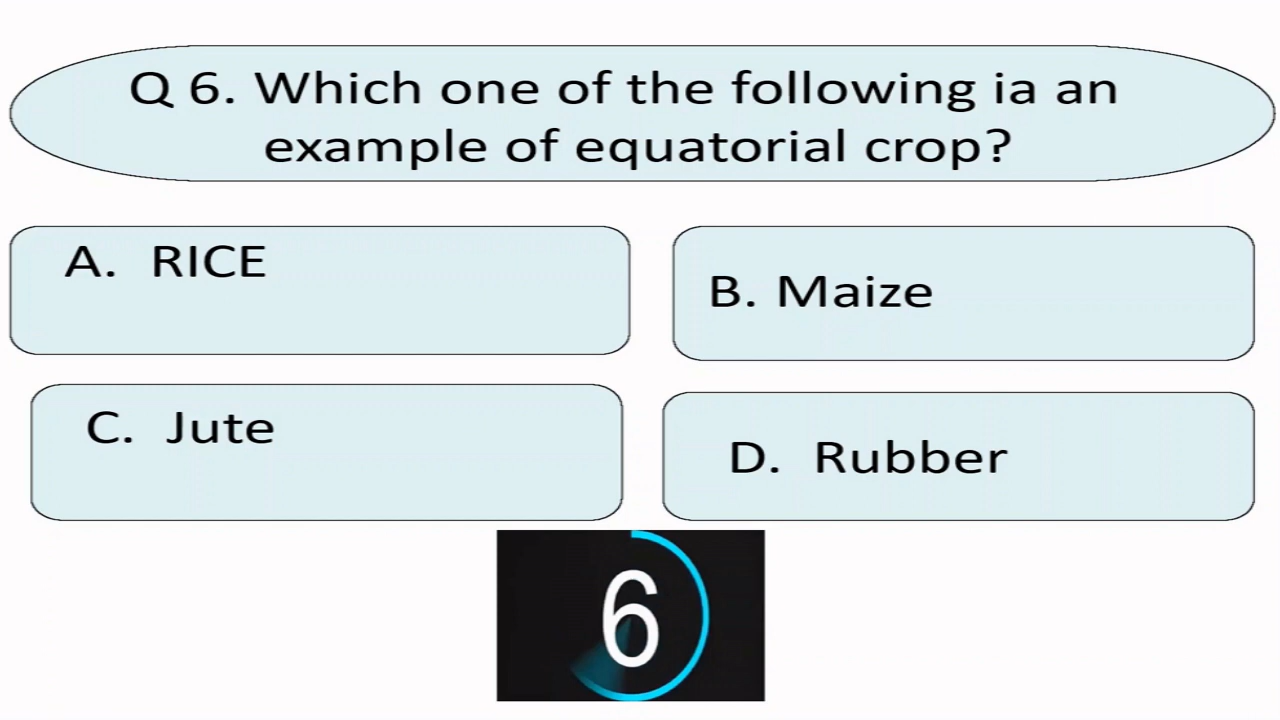 Q 6. Which one of the following ia an
example of equatorial crop?
A. RICE
B. Maize
C. Jute
D. Rubber
6